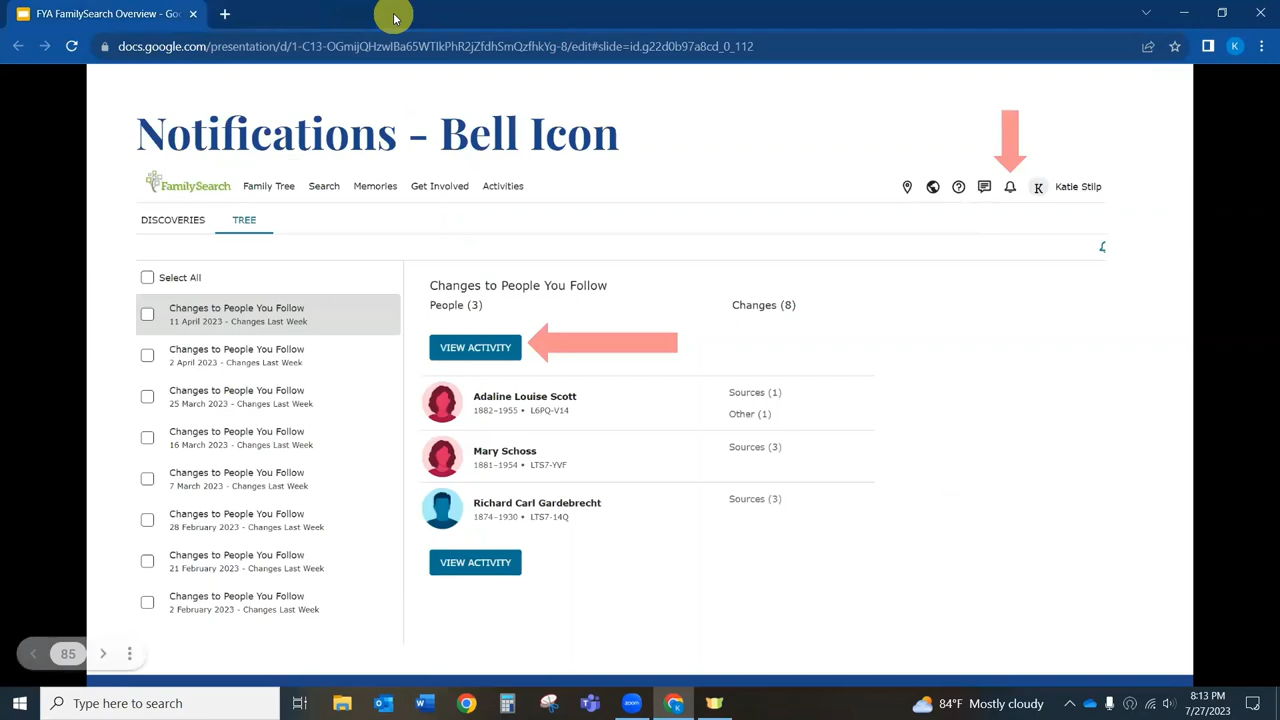 FYA FamilySearch Overview - Goo
docs.google.com/presentation/d/1-C13-OGmijQHzwIBa65WTlkPhR2jZfdhSmQzfhkYg-8/edit#slide=id.g22d0b97a8cd_0_112
K
Notifications - Bell Icon
FamilySearch Family Tree Search Memories Get Involved Activities K Katie Stilp
DISCOVERIES TREE
Select All
Changes to People You Follow
11 April 2023 - Changes Last Week
Changes to People You Follow
2 April 2023 - Changes Last Week
Changes to People You Follow
25 March 2023 - Changes Last Week
Changes to People You Follow
16 March 2023 - Changes Last Week
Changes to People You Follow
7 March 2023 - Changes Last Week
Changes to People You Follow
28 February 2023 - Changes Last Week
Changes to People You Follow
21 February 2023 - Changes Last Week
Changes to People You Follow
2 February 2023 - Changes Last Week
Changes to People You Follow
People (3) Changes (8)
VIEW ACTIVITY
Adaline Louise Scott Sources (1)
1882–1955 • L6PQ-V14
Other (1)
Mary Schoss Sources (3)
1881–1954 • LTS7-YVF
Richard Carl Gardebrecht Sources (3)
1874–1930 • LTS7-14Q
VIEW ACTIVITY
85
Type here to search
zoom
84°F Mostly cloudy
8:13 PM
7/27/2023